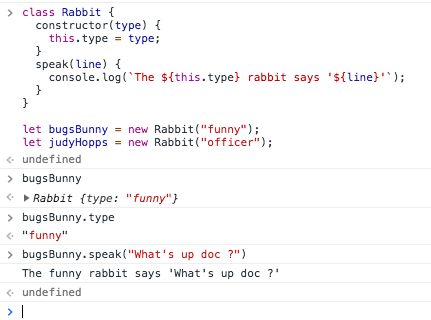 class Rabbit {
  constructor(type) {
    this.type = type;
  }
  speak(line) {
    console.log(`The ${this.type} rabbit says '${line}'`);
  }
}

let bugsBunny = new Rabbit("funny");
let judyHopps = new Rabbit("officer");
undefined
bugsBunny
Rabbit {type: "funny"}
bugsBunny.type
"funny"
bugsBunny.speak("What's up doc ?")
The funny rabbit says 'What's up doc ?'
undefined